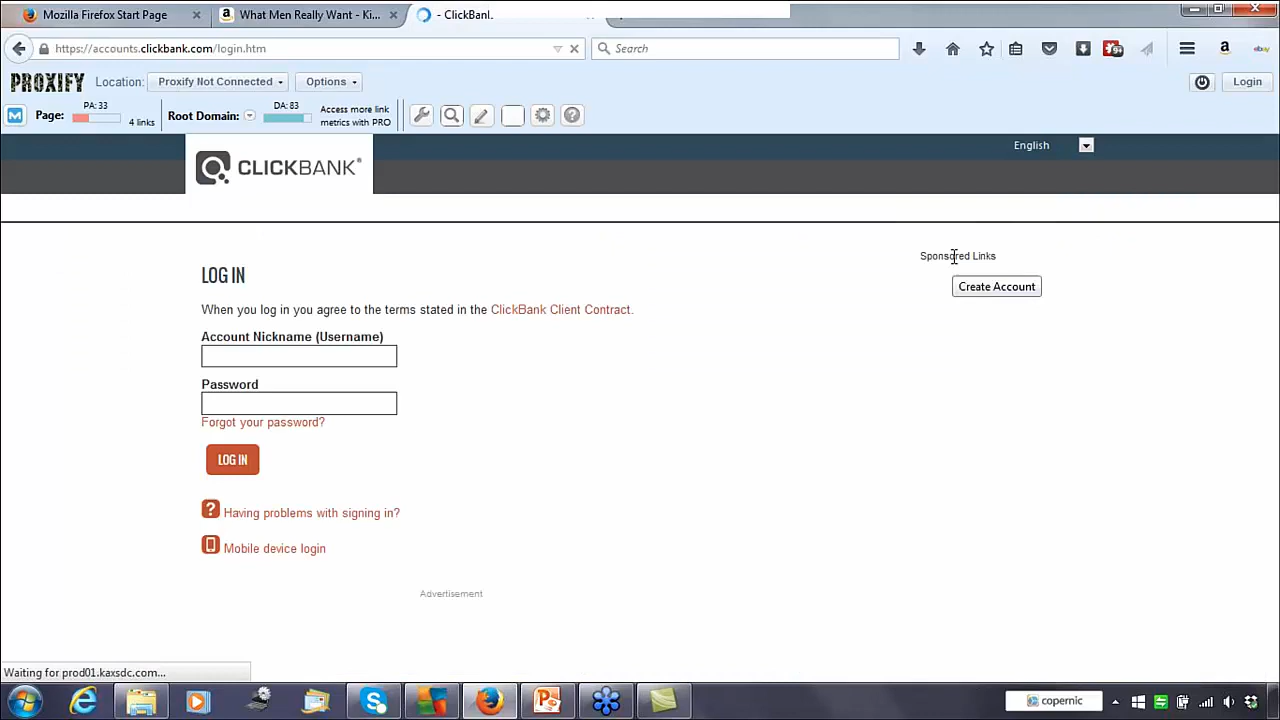 Mozilla Firefox Start Page
What Men Really Want - Ki...
- ClickBank
https://accounts.clickbank.com/login.htm
Search
9+
a
ebay
PROXIFY
Location:
Proxify Not Connected
Options
Login
M
Page:
PA: 33
4 links
Root Domain:
DA: 83
Access more link
metrics with PRO
English
CLICKBANK®
Sponsored Links
Create Account
LOG IN
When you log in you agree to the terms stated in the ClickBank Client Contract.
Account Nickname (Username)
Password
Forgot your password?
LOG IN
Having problems with signing in?
Mobile device login
Advertisement
Waiting for prod01.kaxsdc.com...
copernic